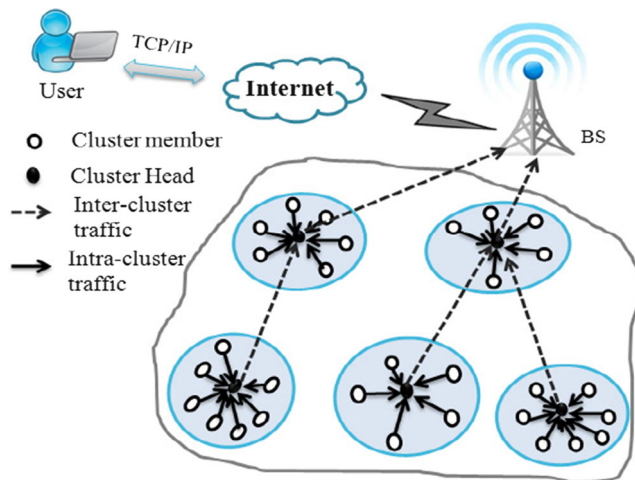 TCP/IP
User
Internet
BS
Cluster member
Cluster Head
Inter-cluster
traffic
Intra-cluster
traffic